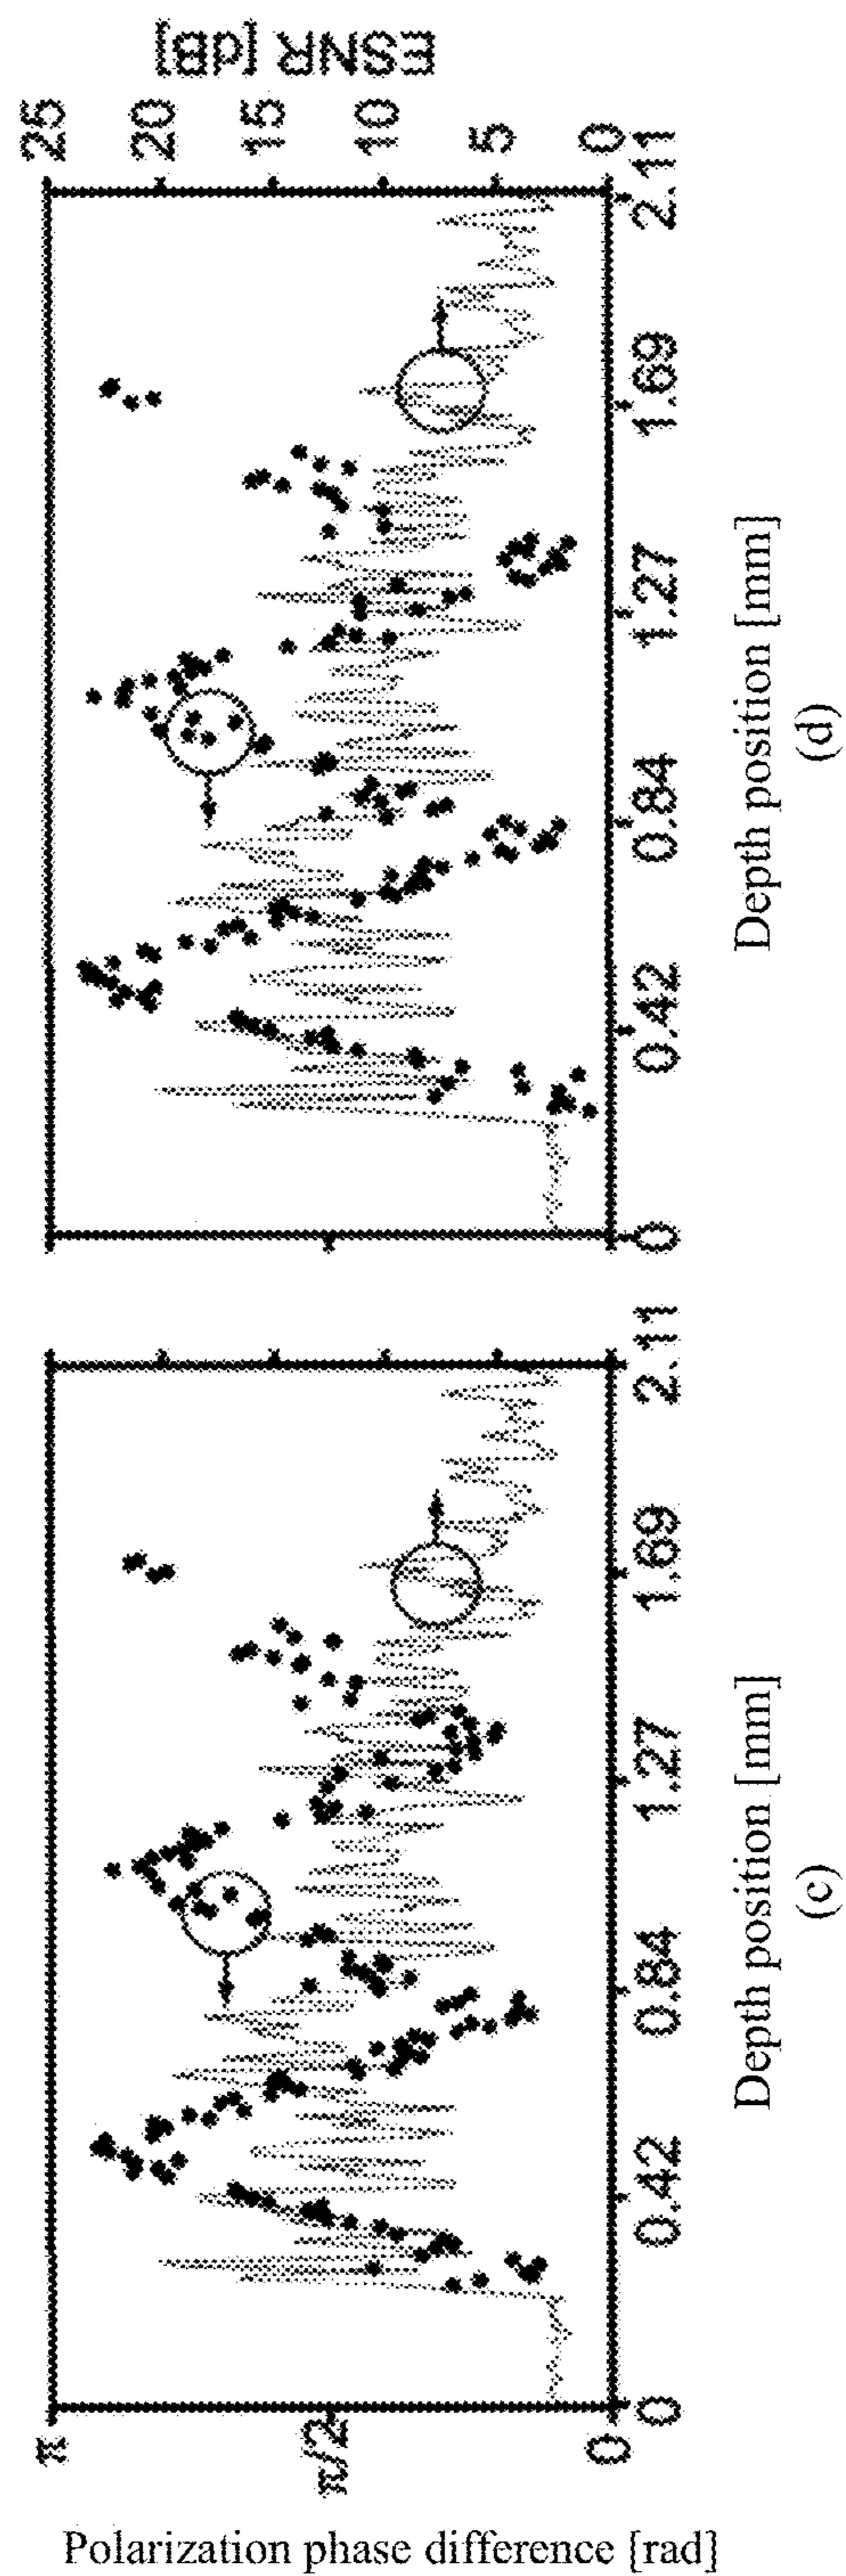 Polarization phase difference [rad]
π
π/2
0
0 0.42 0.84 1.27 1.69 2.11
Depth position [mm]
(c)
25
20
15
10
5
0
ESNR [dB]
0 0.42 0.84 1.27 1.69 2.11
Depth position [mm]
(d)